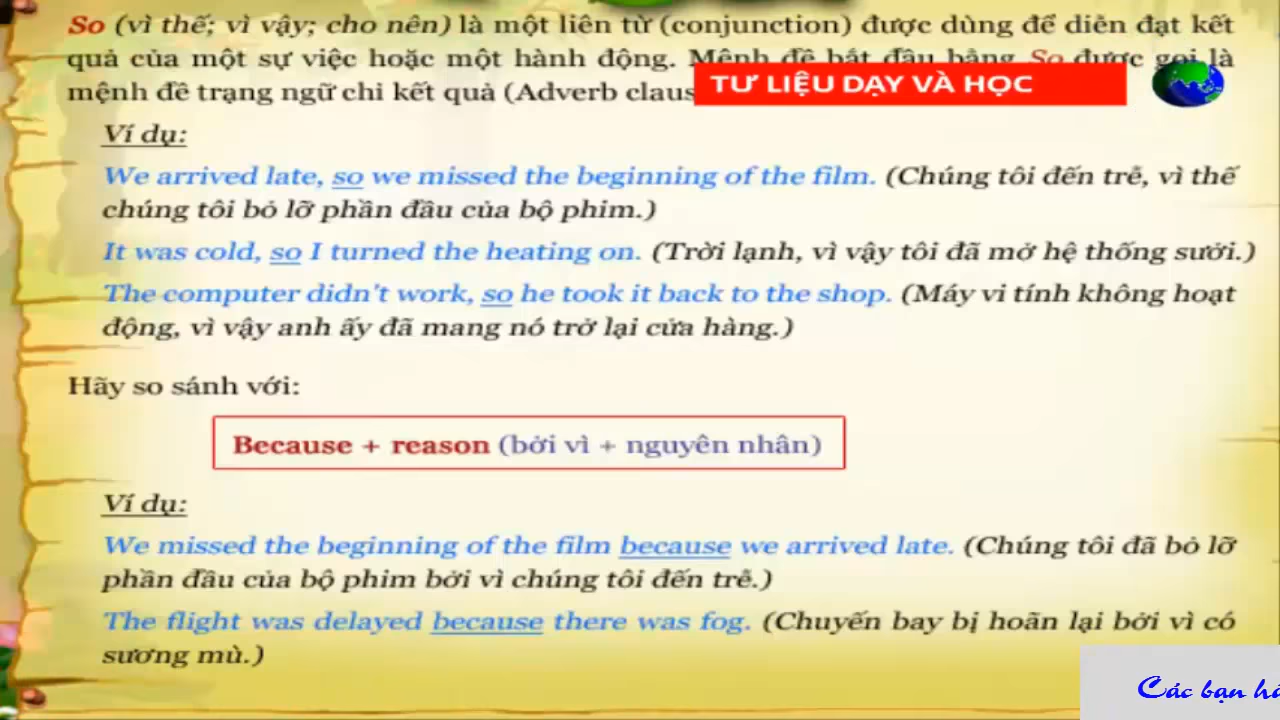 So (vì thế; vì vậy; cho nên) là một liên từ (conjunction) được dùng để diễn đạt kết
quả của một sự việc hoặc một hành động. Mệnh đề bắt đầu bằng So được gọi là
mệnh đề trạng ngữ chỉ kết quả (Adverb claus
TƯ LIỆU DẠY VÀ HỌC
Ví dụ:
We arrived late, so we missed the beginning of the film. (Chúng tôi đến trễ, vì thế
chúng tôi bỏ lỡ phần đầu của bộ phim.)
It was cold, so I turned the heating on. (Trời lạnh, vì vậy tôi đã mở hệ thống sưởi.)
The computer didn't work, so he took it back to the shop. (Máy vi tính không hoạt
động, vì vậy anh ấy đã mang nó trở lại cửa hàng.)
Hãy so sánh với:
Because + reason (bởi vì + nguyên nhân)
Ví dụ:
We missed the beginning of the film because we arrived late. (Chúng tôi đã bỏ lỡ
phần đầu của bộ phim bởi vì chúng tôi đến trễ.)
The flight was delayed because there was fog. (Chuyến bay bị hoãn lại bởi vì có
sương mù.)
Các bạn